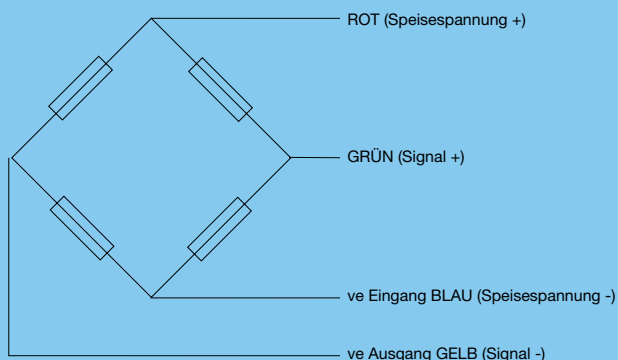 ROT (Speisespannung +)
GRÜN (Signal +)
ve Eingang BLAU (Speisespannung -)
ve Ausgang GELB (Signal -)